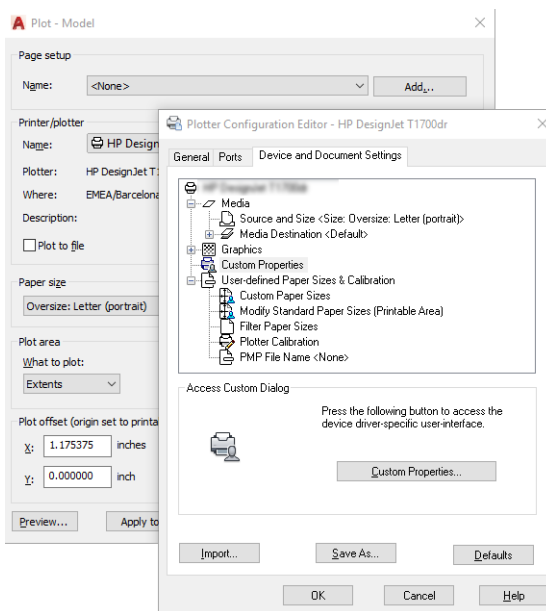 Plot - Model
Page setup
Name: <None> Add...
Printer/plotter
Name: HP Design
Plotter: HP DesignJet T1
Where: EMEA/Barcelona
Description:
Plot to file
Paper size
Oversize: Letter (portrait)
Plot area
What to plot:
Extents
Plot offset (origin set to printa
X: 1.175375 inches
Y: 0.000000 inch
Preview... Apply to
Plotter Configuration Editor - HP DesignJet T1700dr
General Ports Device and Document Settings
Media
Source and Size <Size: Oversize: Letter (portrait)>
Media Destination <Default>
Graphics
Custom Properties
User-defined Paper Sizes & Calibration
Custom Paper Sizes
Modify Standard Paper Sizes (Printable Area)
Filter Paper Sizes
Plotter Calibration
PMP File Name <None>
Access Custom Dialog
Press the following button to access the
device driver-specific user-interface.
Custom Properties...
Import... Save As... Defaults
OK Cancel Help